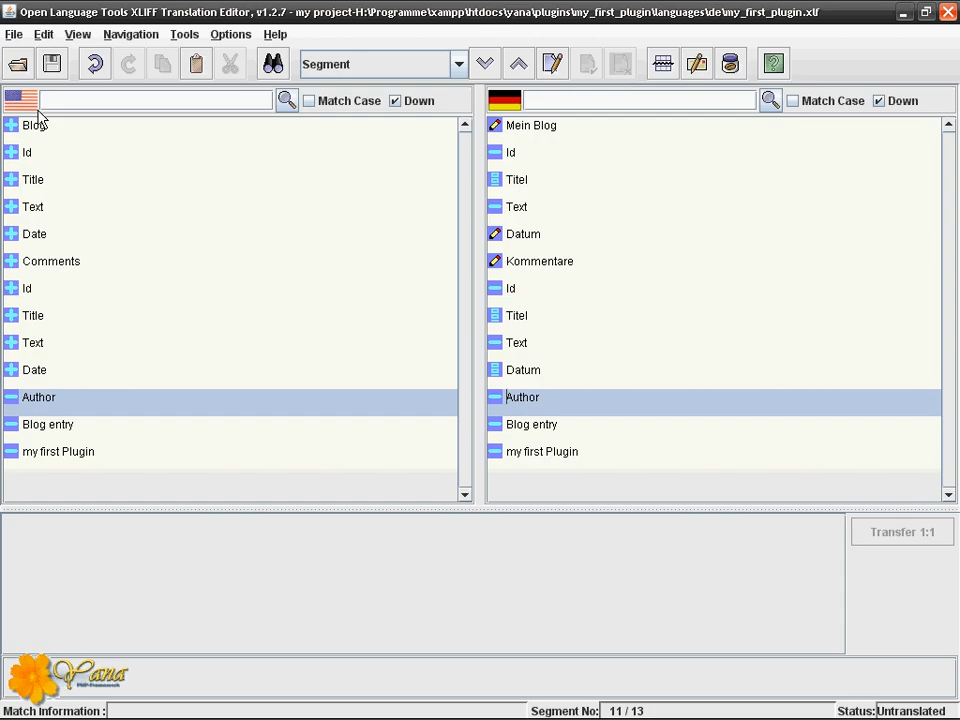 Open Language Tools XLIFF Translation Editor, v1.2.7 - my project-H:\Programme\xampp\htdocs\yana\plugins\my_first_plugin\languages\de\my_first_plugin.xlf
File Edit View Navigation Tools Options Help
Segment
Match Case Down Match Case Down
Blog Mein Blog
Id Id
Title Titel
Text Text
Date Datum
Comments Kommentare
Id Id
Title Titel
Text Text
Date Datum
Author Author
Blog entry Blog entry
my first Plugin my first Plugin
Transfer 1:1
Yana
PHP-Framework
Match Information : Segment No: 11 / 13 Status: Untranslated